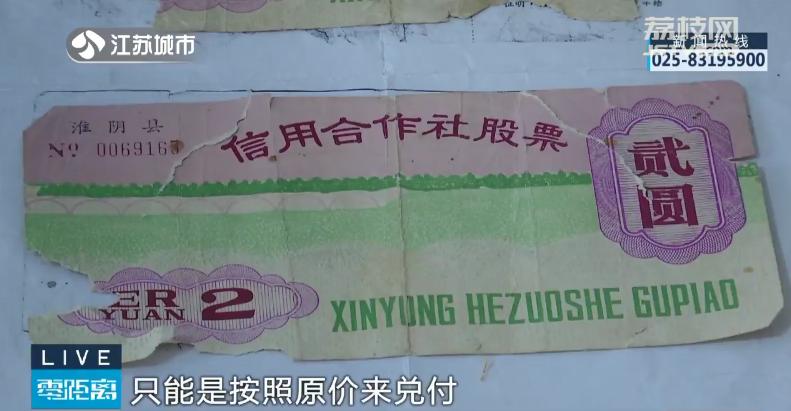 江苏城市
荔枝网
新闻热线
025-83195900
淮阴县
No 006916
信用合作社股票
贰圆
ER
YUAN 2
XINYONG HEZUOSHE GUPIAO
LIVE
零距离
只能是按照原价来兑付